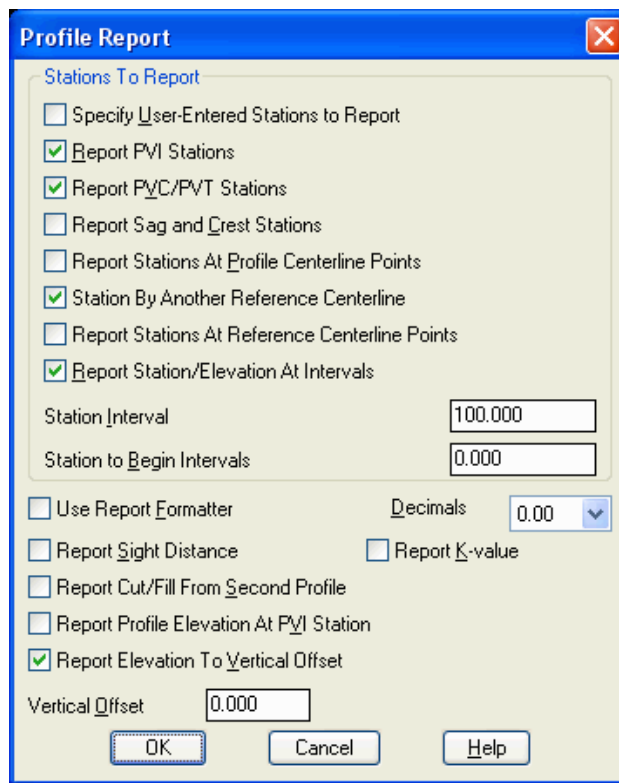 Profile Report
Stations To Report
Specify User-Entered Stations to Report
Report PVI Stations
Report PVC/PVT Stations
Report Sag and Crest Stations
Report Stations At Profile Centerline Points
Station By Another Reference Centerline
Report Stations At Reference Centerline Points
Report Station/Elevation At Intervals
Station Interval 100.000
Station to Begin Intervals 0.000
Use Report Formatter Decimals 0.00
Report Sight Distance Report K-value
Report Cut/Fill From Second Profile
Report Profile Elevation At PVI Station
Report Elevation To Vertical Offset
Vertical Offset 0.000
OK Cancel Help